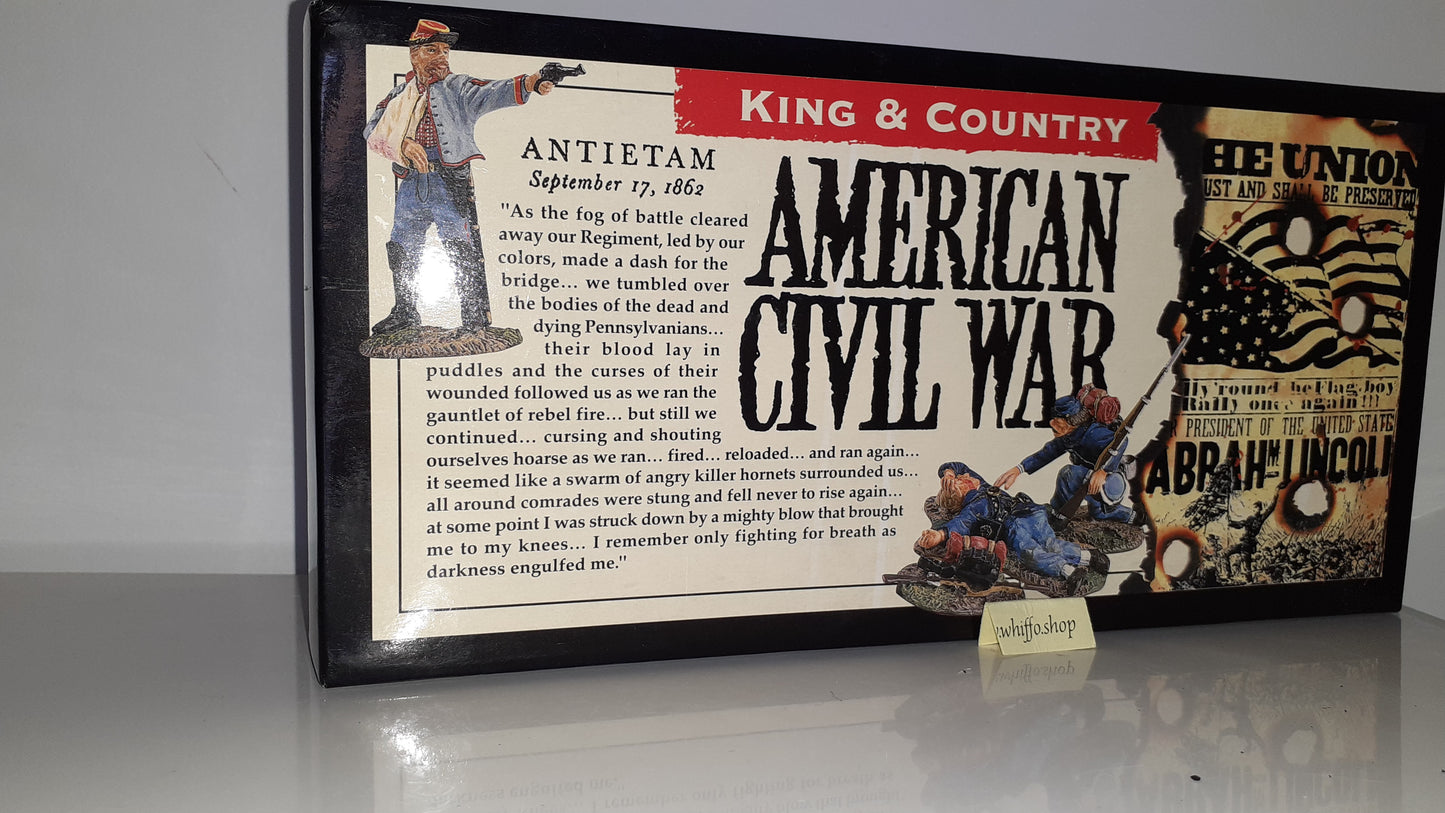 KING & COUNTRY
AMERICAN
CIVIL WAR
ANTIETAM
September 17, 1862
"As the fog of battle cleared
away our Regiment, led by our
colors, made a dash for the
bridge... we tumbled over
the bodies of the dead and
dying Pennsylvanians...
their blood lay in
puddles and the curses of their
wounded followed us as we ran the
gauntlet of rebel fire... but still we
continued... cursing and shouting
ourselves hoarse as we ran... fired... reloaded... and ran again...
it seemed like a swarm of angry killer hornets surrounded us...
all around comrades were stung and fell never to rise again...
at some point I was struck down by a mighty blow that brought
me to my knees... I remember only fighting for breath as
darkness engulfed me."
HE UNION
UST AND SHALL BE PRESERVED
lly 'round he Flag, boy
Rally once again!!!
R PRESIDENT OF THE UNITED STATE
ABRAHM LINCOL
.whiffo.shop